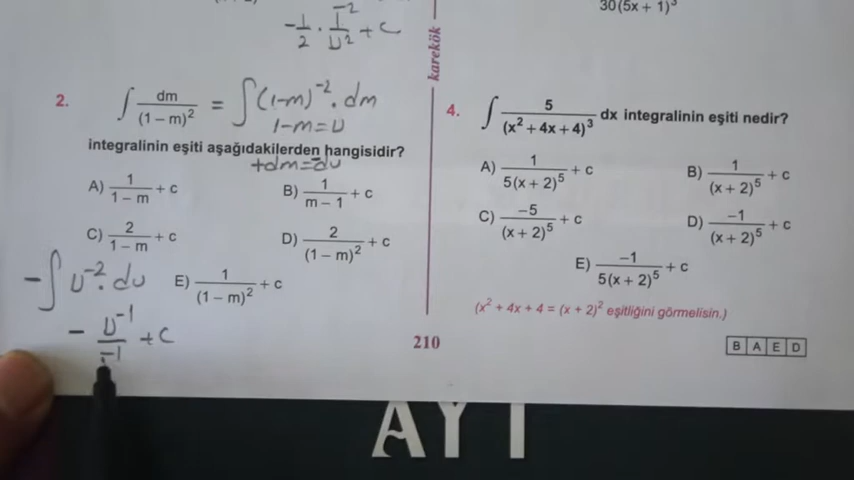 -1/2 · U⁻²/U² + c
2. ∫ dm/(1 – m)² = ∫(1-m)⁻². dm
1-m=U
integralinin eşiti aşağıdakilerden hangisidir?
+dm=-du
A) 1/(1 – m) + c
B) 1/(m – 1) + c
C) 2/(1 – m) + c
D) 2/(1 – m)² + c
E) 1/(1 – m)² + c
-∫ U⁻². du
- U⁻¹/-1 + c
karekök
30(5x + 1)³
4. ∫ 5/(x² + 4x + 4)³ dx integralinin eşiti nedir?
A) 1/5(x + 2)⁵ + c
B) 1/(x + 2)⁵ + c
C) –5/(x + 2)⁵ + c
D) –1/(x + 2)⁵ + c
E) –1/5(x + 2)⁵ + c
(x² + 4x + 4 = (x + 2)² eşitliğini görmelisin.)
210
B A E D
AYT